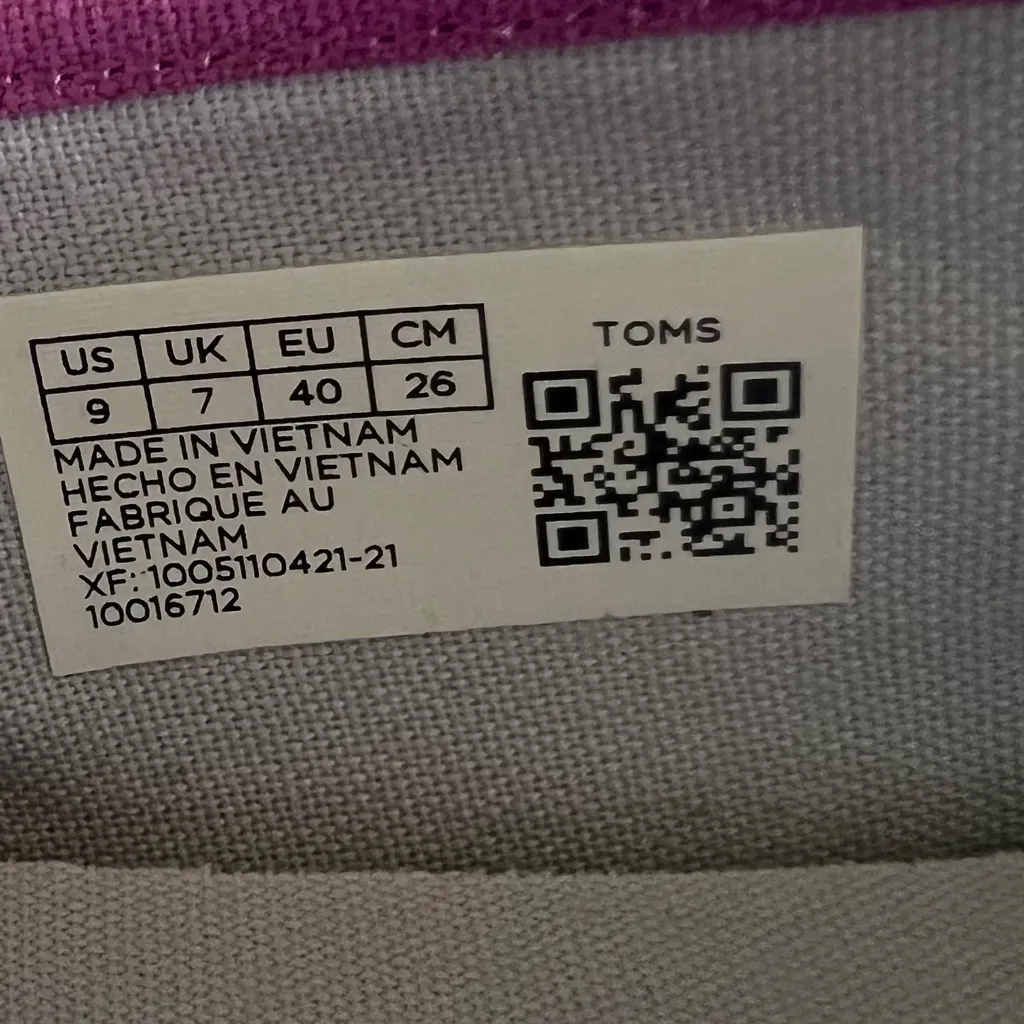 US UK EU CM
9 7 40 26
MADE IN VIETNAM
HECHO EN VIETNAM
FABRIQUE AU
VIETNAM
XF: 1005110421-21
10016712
TOMS